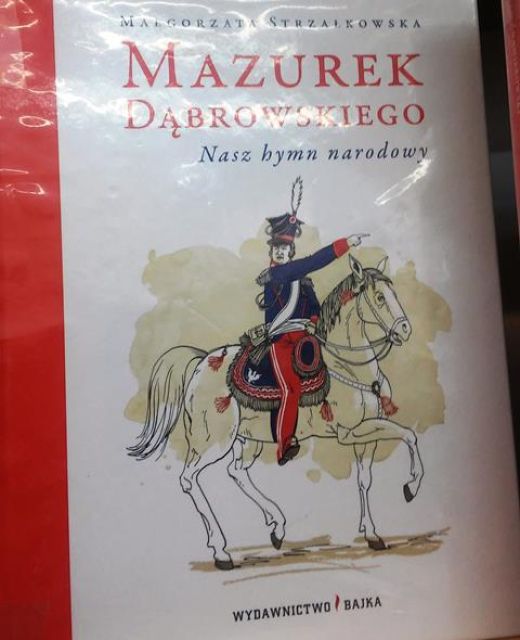 MAŁGORZATA STRZAŁKOWSKA
MAZUREK
DĄBROWSKIEGO
Nasz hymn narodowy
WYDAWNICTWO BAJKA